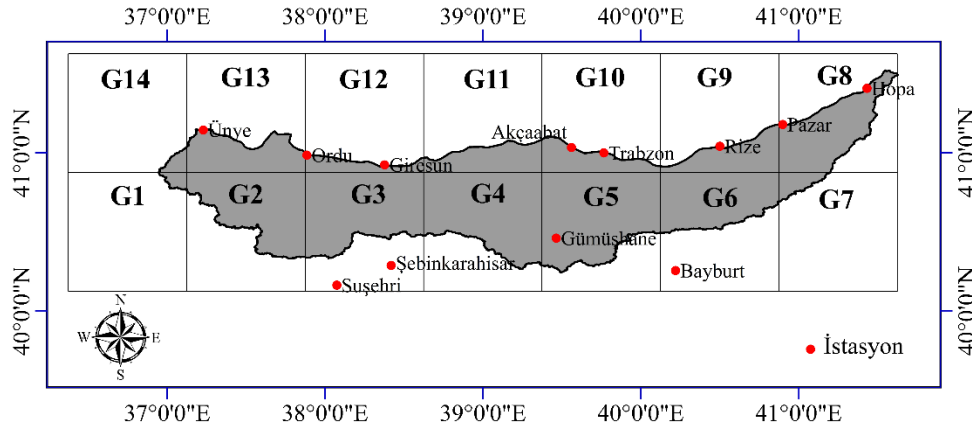 37°0'0"E 38°0'0"E 39°0'0"E 40°0'0"E 41°0'0"E
G14 G13 G12 G11 G10 G9 G8
Hopa
Pazar
Ünye
Akçaabat
Rize
Ordu
Trabzon
Giresun
41°0'0"N 41°0'0"N
G1 G2 G3 G4 G5 G6 G7
Gümüşhane
Şebinkarahisar
Bayburt
Suşehri
40°0'0"N 40°0'0"N
N
W E
S
İstasyon
37°0'0"E 38°0'0"E 39°0'0"E 40°0'0"E 41°0'0"E